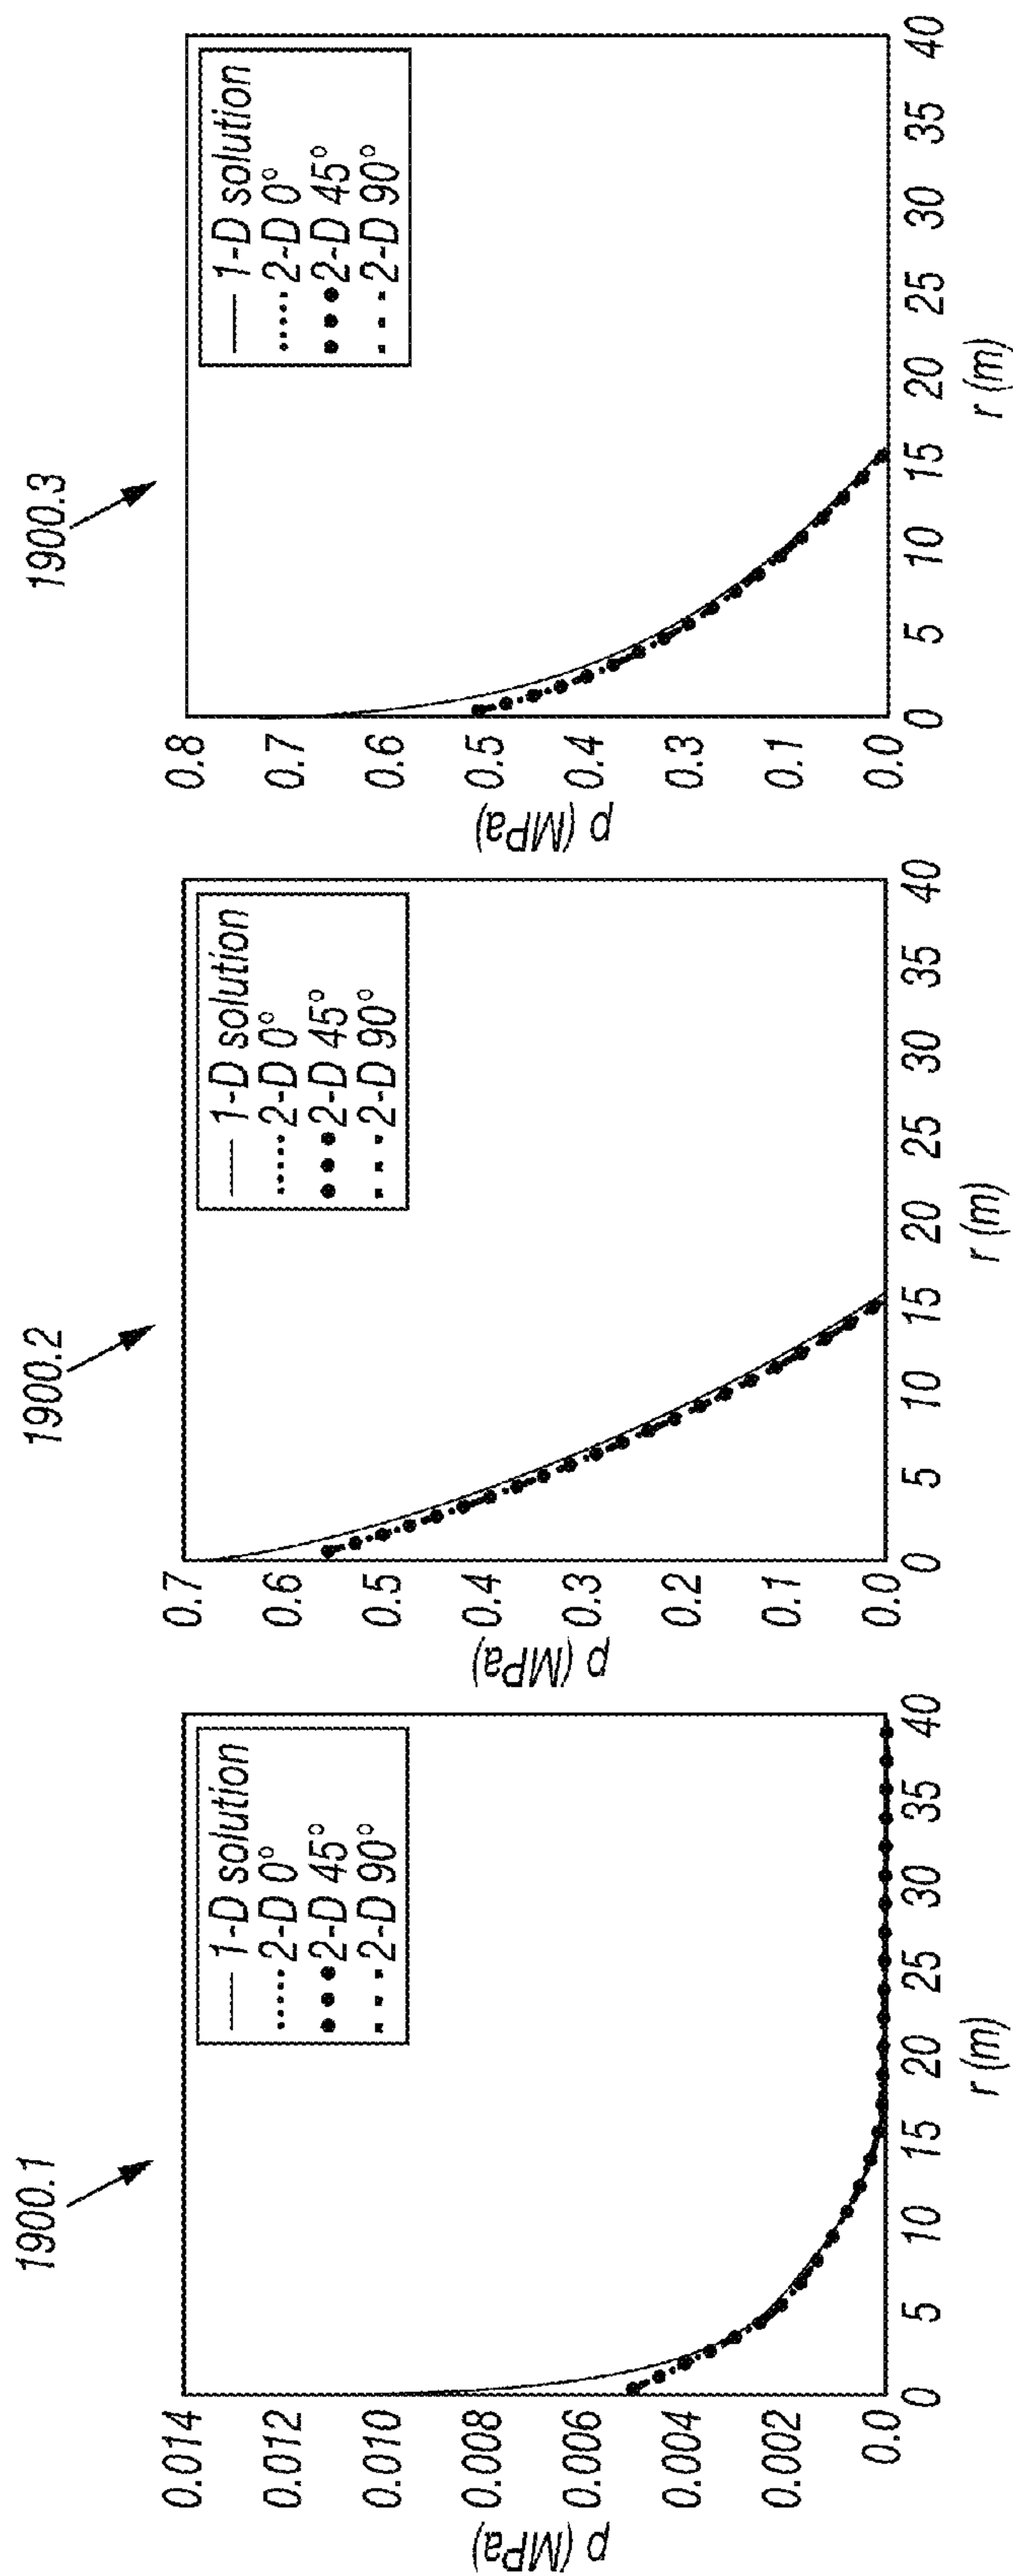 1900.1
p (MPa)
0.014
0.012
0.010
0.008
0.006
0.004
0.002
0.0
1-D solution
2-D 0°
2-D 45°
2-D 90°
0 5 10 15 20 25 30 35 40
r (m)
1900.2
p (MPa)
0.7
0.6
0.5
0.4
0.3
0.2
0.1
0.0
1-D solution
2-D 0°
2-D 45°
2-D 90°
0 5 10 15 20 25 30 35 40
r (m)
1900.3
p (MPa)
0.8
0.7
0.6
0.5
0.4
0.3
0.1
0.0
1-D solution
2-D 0°
2-D 45°
2-D 90°
0 5 10 15 20 25 30 35 40
r (m)